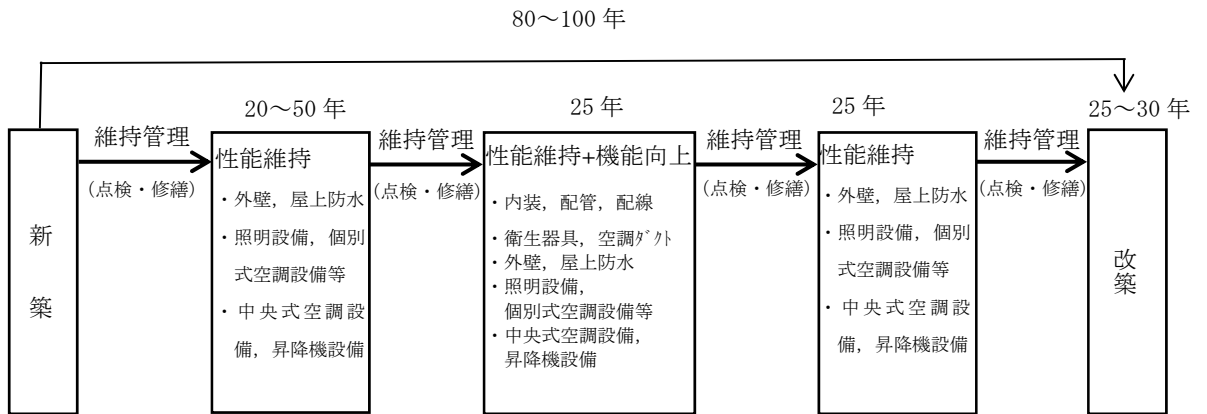 80～100 年
20～50 年
25 年
25 年
25～30 年
新
築
維持管理
(点検・修繕)
性能維持
・外壁，屋上防水
・照明設備，個別
式空調設備等
・中央式空調設
備，昇降機設備
維持管理
(点検・修繕)
性能維持+機能向上
・内装，配管，配線
・衛生器具，空調ﾀﾞｸﾄ
・外壁，屋上防水
・照明設備，
個別式空調設備等
・中央式空調設備，
昇降機設備
維持管理
(点検・修繕)
性能維持
・外壁，屋上防水
・照明設備，個別
式空調設備等
・中央式空調設
備，昇降機設備
維持管理
(点検・修繕)
改
築